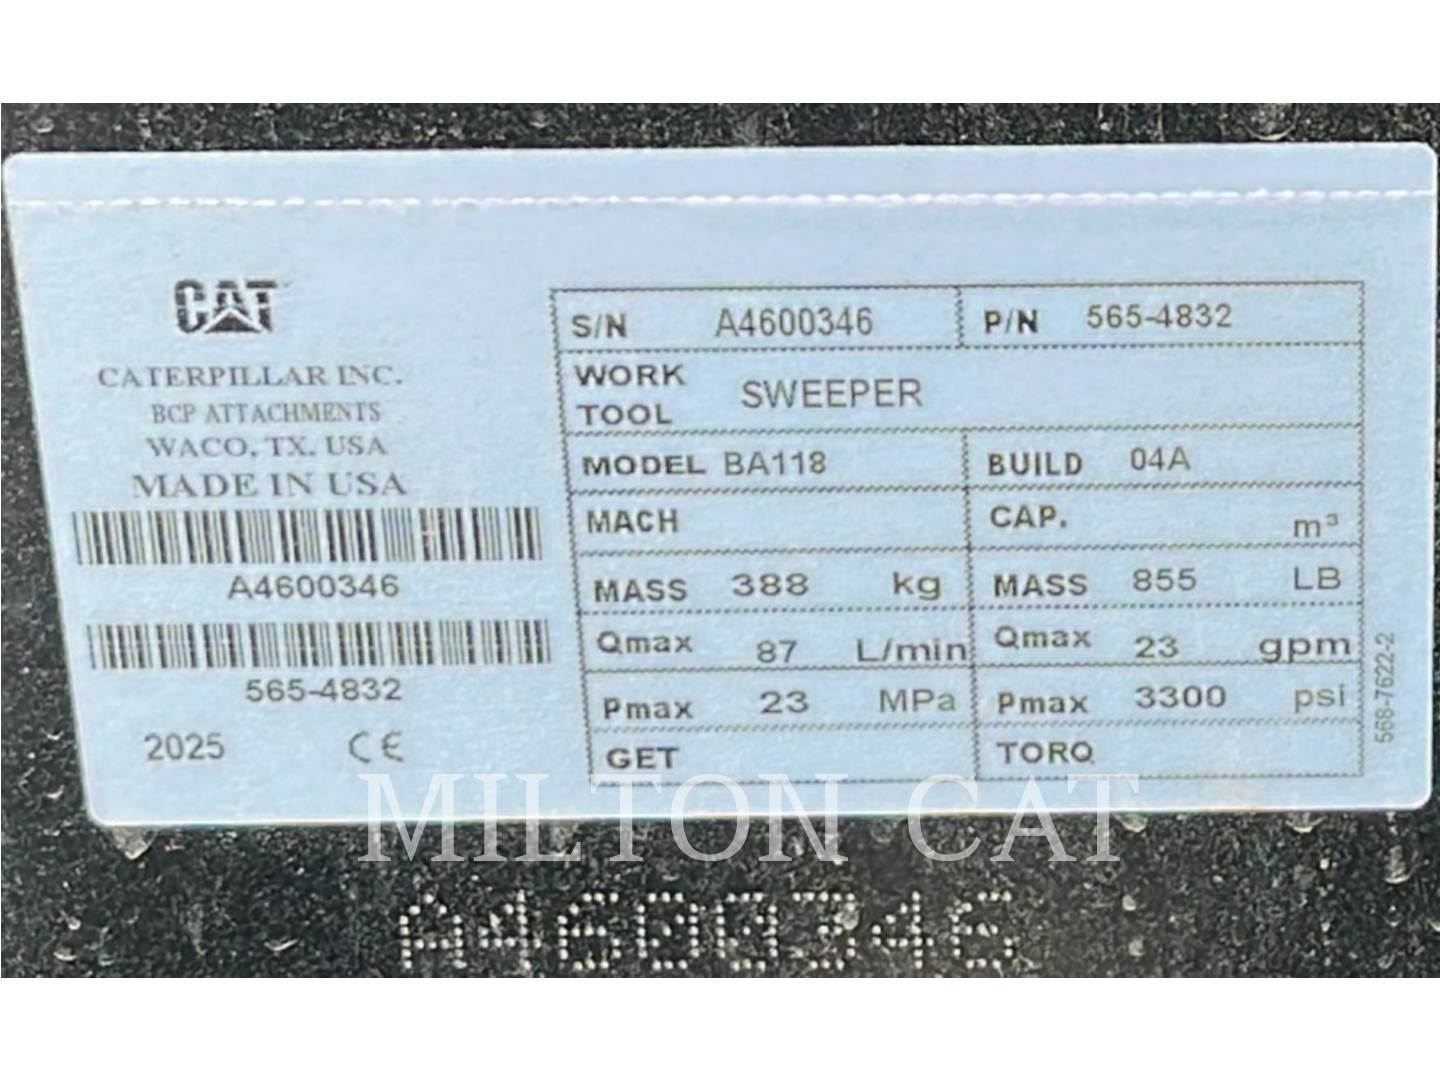 CAT
CATERPILLAR INC.
BCP ATTACHMENTS
WACO, TX. USA
MADE IN USA
A4600346
565-4832
2025 CE
S/N A4600346 P/N 565-4832
WORK TOOL SWEEPER
MODEL BA118 BUILD 04A
MACH CAP. m³
MASS 388 kg MASS 855 LB
Qmax 87 L/min Qmax 23 gpm
Pmax 23 MPa Pmax 3300 psi
GET TORQ
568-7622-2
MILTON CAT
A4600346